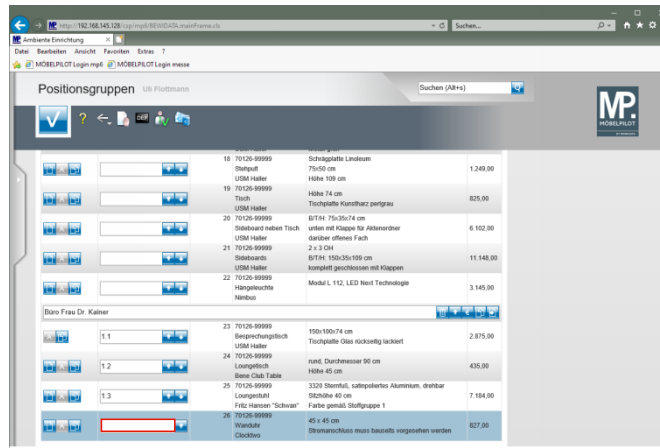 http://192.168.145.128/csp/mp6/BEWIDATA.mainFrame.cls
Suchen...
Ambiente Einrichtung
Datei Bearbeiten Ansicht Favoriten Extras ?
MÖBELPILOT Login mp6 MÖBELPILOT Login messe
Positionsgruppen Uli Flottmann
Suchen (Alt+s)
MP
MÖBELPILOT
18 70126-99999 Schrägplatte Linoleum
Stehpult 75x50 cm 1.249,00
USM Haller Höhe 109 cm
19 70126-99999
Tisch Höhe 74 cm 825,00
USM Haller Tischplatte Kunstharz perlgrau
20 70126-99999 B/T/H: 75x35x74 cm
Sideboard neben Tisch unten mit Klappe für Aktenordner 6.102,00
USM Haller darüber offenes Fach
21 70126-99999 2 x 3 OH
Sideboards B/T/H: 150x35x109 cm 11.148,00
USM Haller komplett geschlossen mit Klappen
22 70126-99999
Hängeleuchte Modul L 112, LED Next Technologie 3.145,00
Nimbus
Büro Frau Dr. Kainer
23 70126-99999
1.1 Besprechungstisch 150x100x74 cm 2.875,00
USM Haller Tischplatte Glas rückseitig lackiert
24 70126-99999
1.2 Loungetisch rund, Durchmesser 90 cm 435,00
Bene Club Table Höhe 45 cm
25 70126-99999 3320 Sternfuß, satinpoliertes Aluminium, drehbar
1.3 Loungestuhl Sitzhöhe 40 cm 7.184,00
Fritz Hansen "Schwan" Farbe gemäß Stoffgruppe 1
26 70126-99999
Wanduhr 45 x 45 cm 827,00
Clocktwo Stromanschluss muss bauseits vorgesehen werden